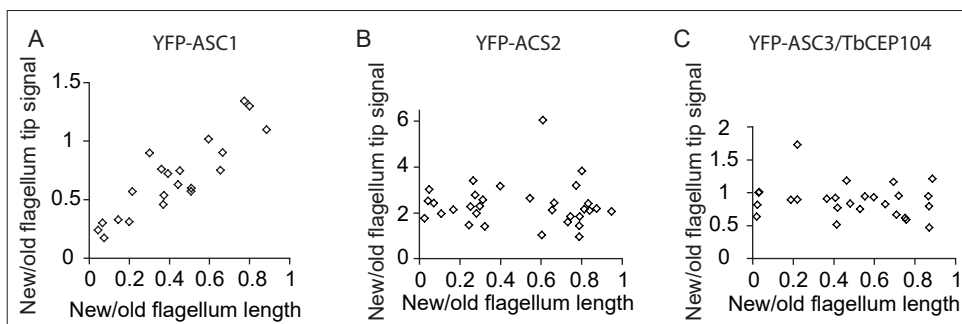 A
YFP-ASC1
New/old flagellum tip signal
1.5
1
0.5
0
0 0.2 0.4 0.6 0.8 1
New/old flagellum length
B
YFP-ACS2
New/old flagellum tip signal
6
4
2
0
0 0.2 0.4 0.6 0.8 1
New/old flagellum length
C
YFP-ASC3/TbCEP104
New/old flagellum tip signal
2
1.5
1
0.5
0
0 0.2 0.4 0.6 0.8 1
New/old flagellum length